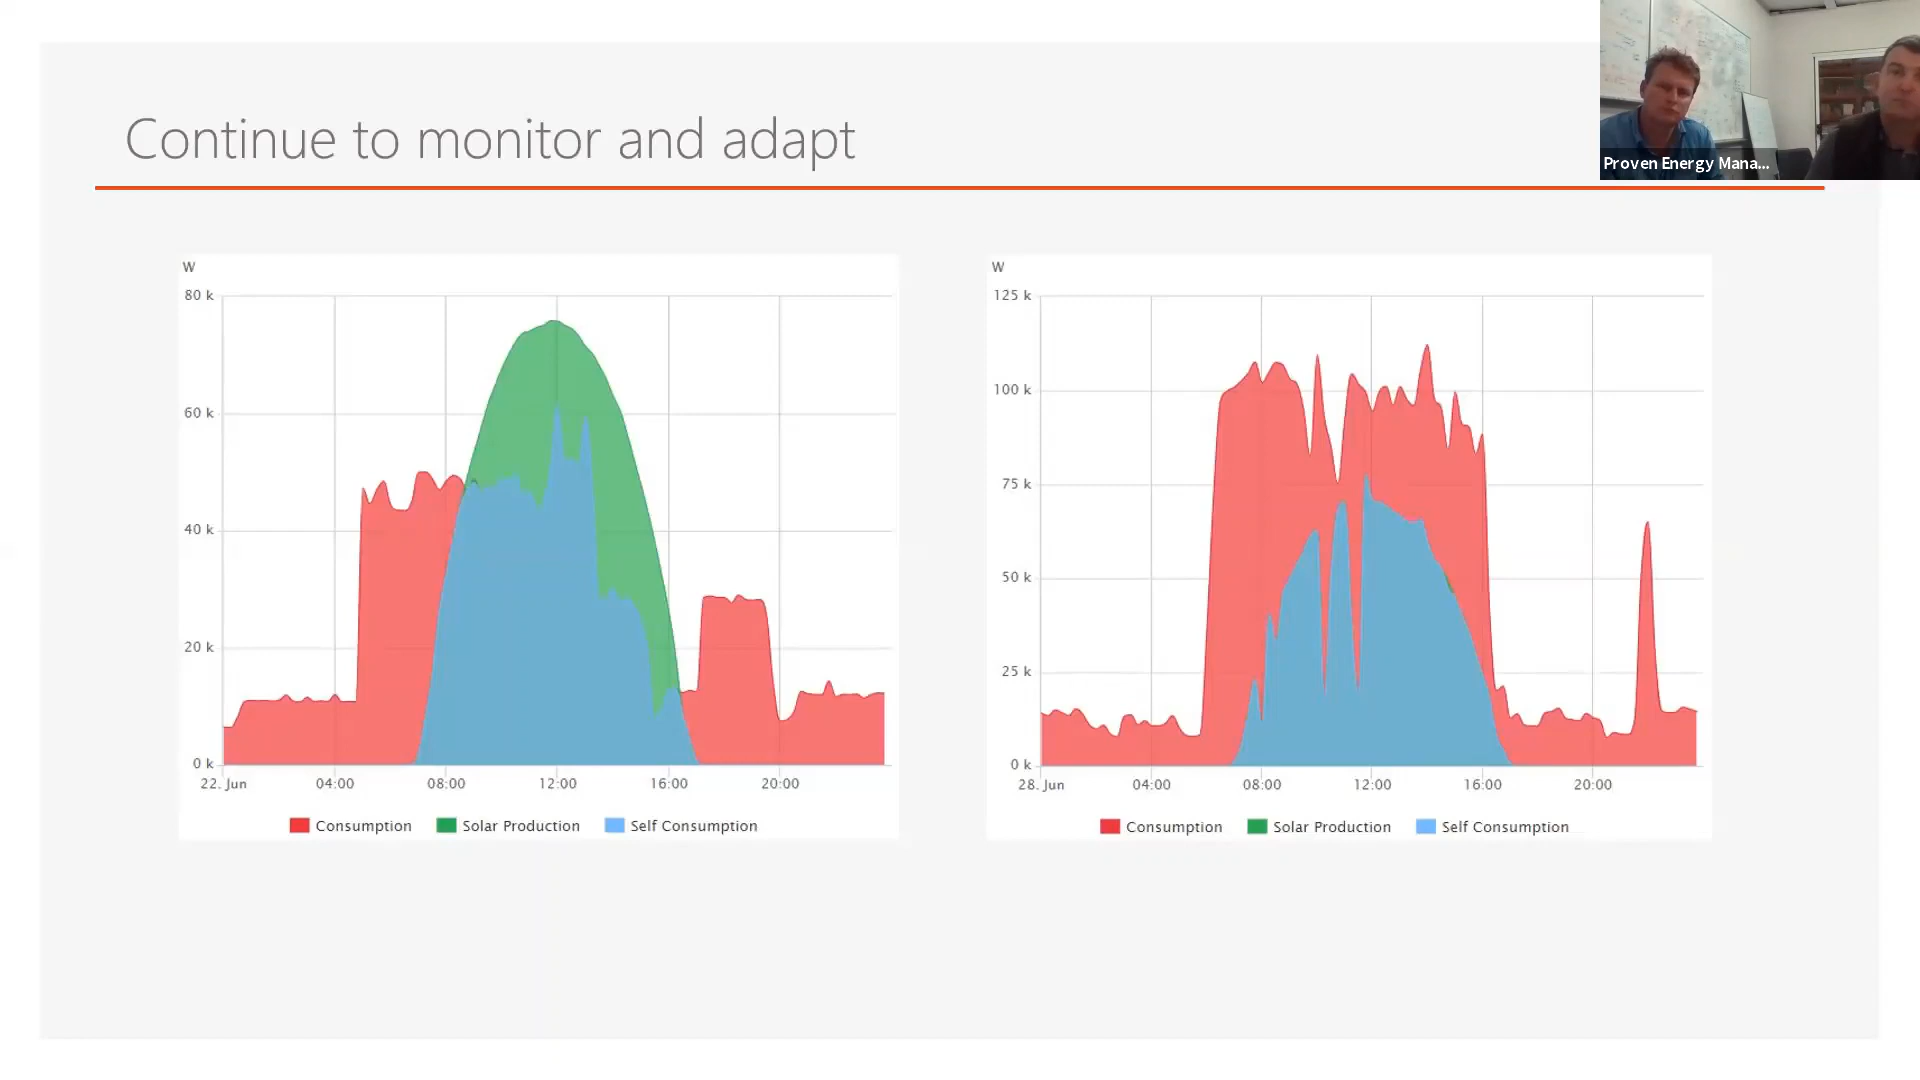 Continue to monitor and adapt
Proven Energy Mana...
W
80 k
60 k
40 k
20 k
0 k
22. Jun 04:00 08:00 12:00 16:00 20:00
Consumption Solar Production Self Consumption
W
125 k
100 k
75 k
50 k
25 k
0 k
28. Jun 04:00 08:00 12:00 16:00 20:00
Consumption Solar Production Self Consumption